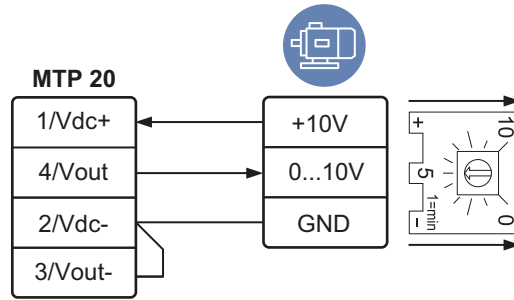 MTP 20
1/Vdc+
+10V
4/Vout
0...10V
2/Vdc-
GND
3/Vout-
+
10
5
1=min
-
0